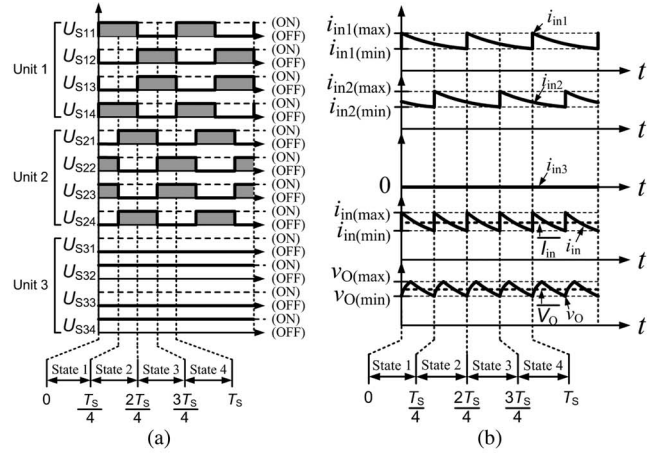 Unit 1
U_S11 (ON) (OFF)
U_S12 (ON) (OFF)
U_S13 (ON) (OFF)
U_S14 (ON) (OFF)
Unit 2
U_S21 (ON) (OFF)
U_S22 (ON) (OFF)
U_S23 (ON) (OFF)
U_S24 (ON) (OFF)
Unit 3
U_S31 (ON) (OFF)
U_S32 (ON) (OFF)
U_S33 (ON) (OFF)
U_S34 (ON) (OFF)
State 1 State 2 State 3 State 4
0 T_S/4 2T_S/4 3T_S/4 T_S
(a)
i_in1(max) i_in1
i_in1(min)
t
i_in2(max) i_in2
i_in2(min)
t
0 i_in3
t
i_in(max)
i_in(min) I_in i_in
t
v_O(max)
v_O(min) V_O v_O
t
State 1 State 2 State 3 State 4
0 T_S/4 2T_S/4 3T_S/4 T_S
(b)